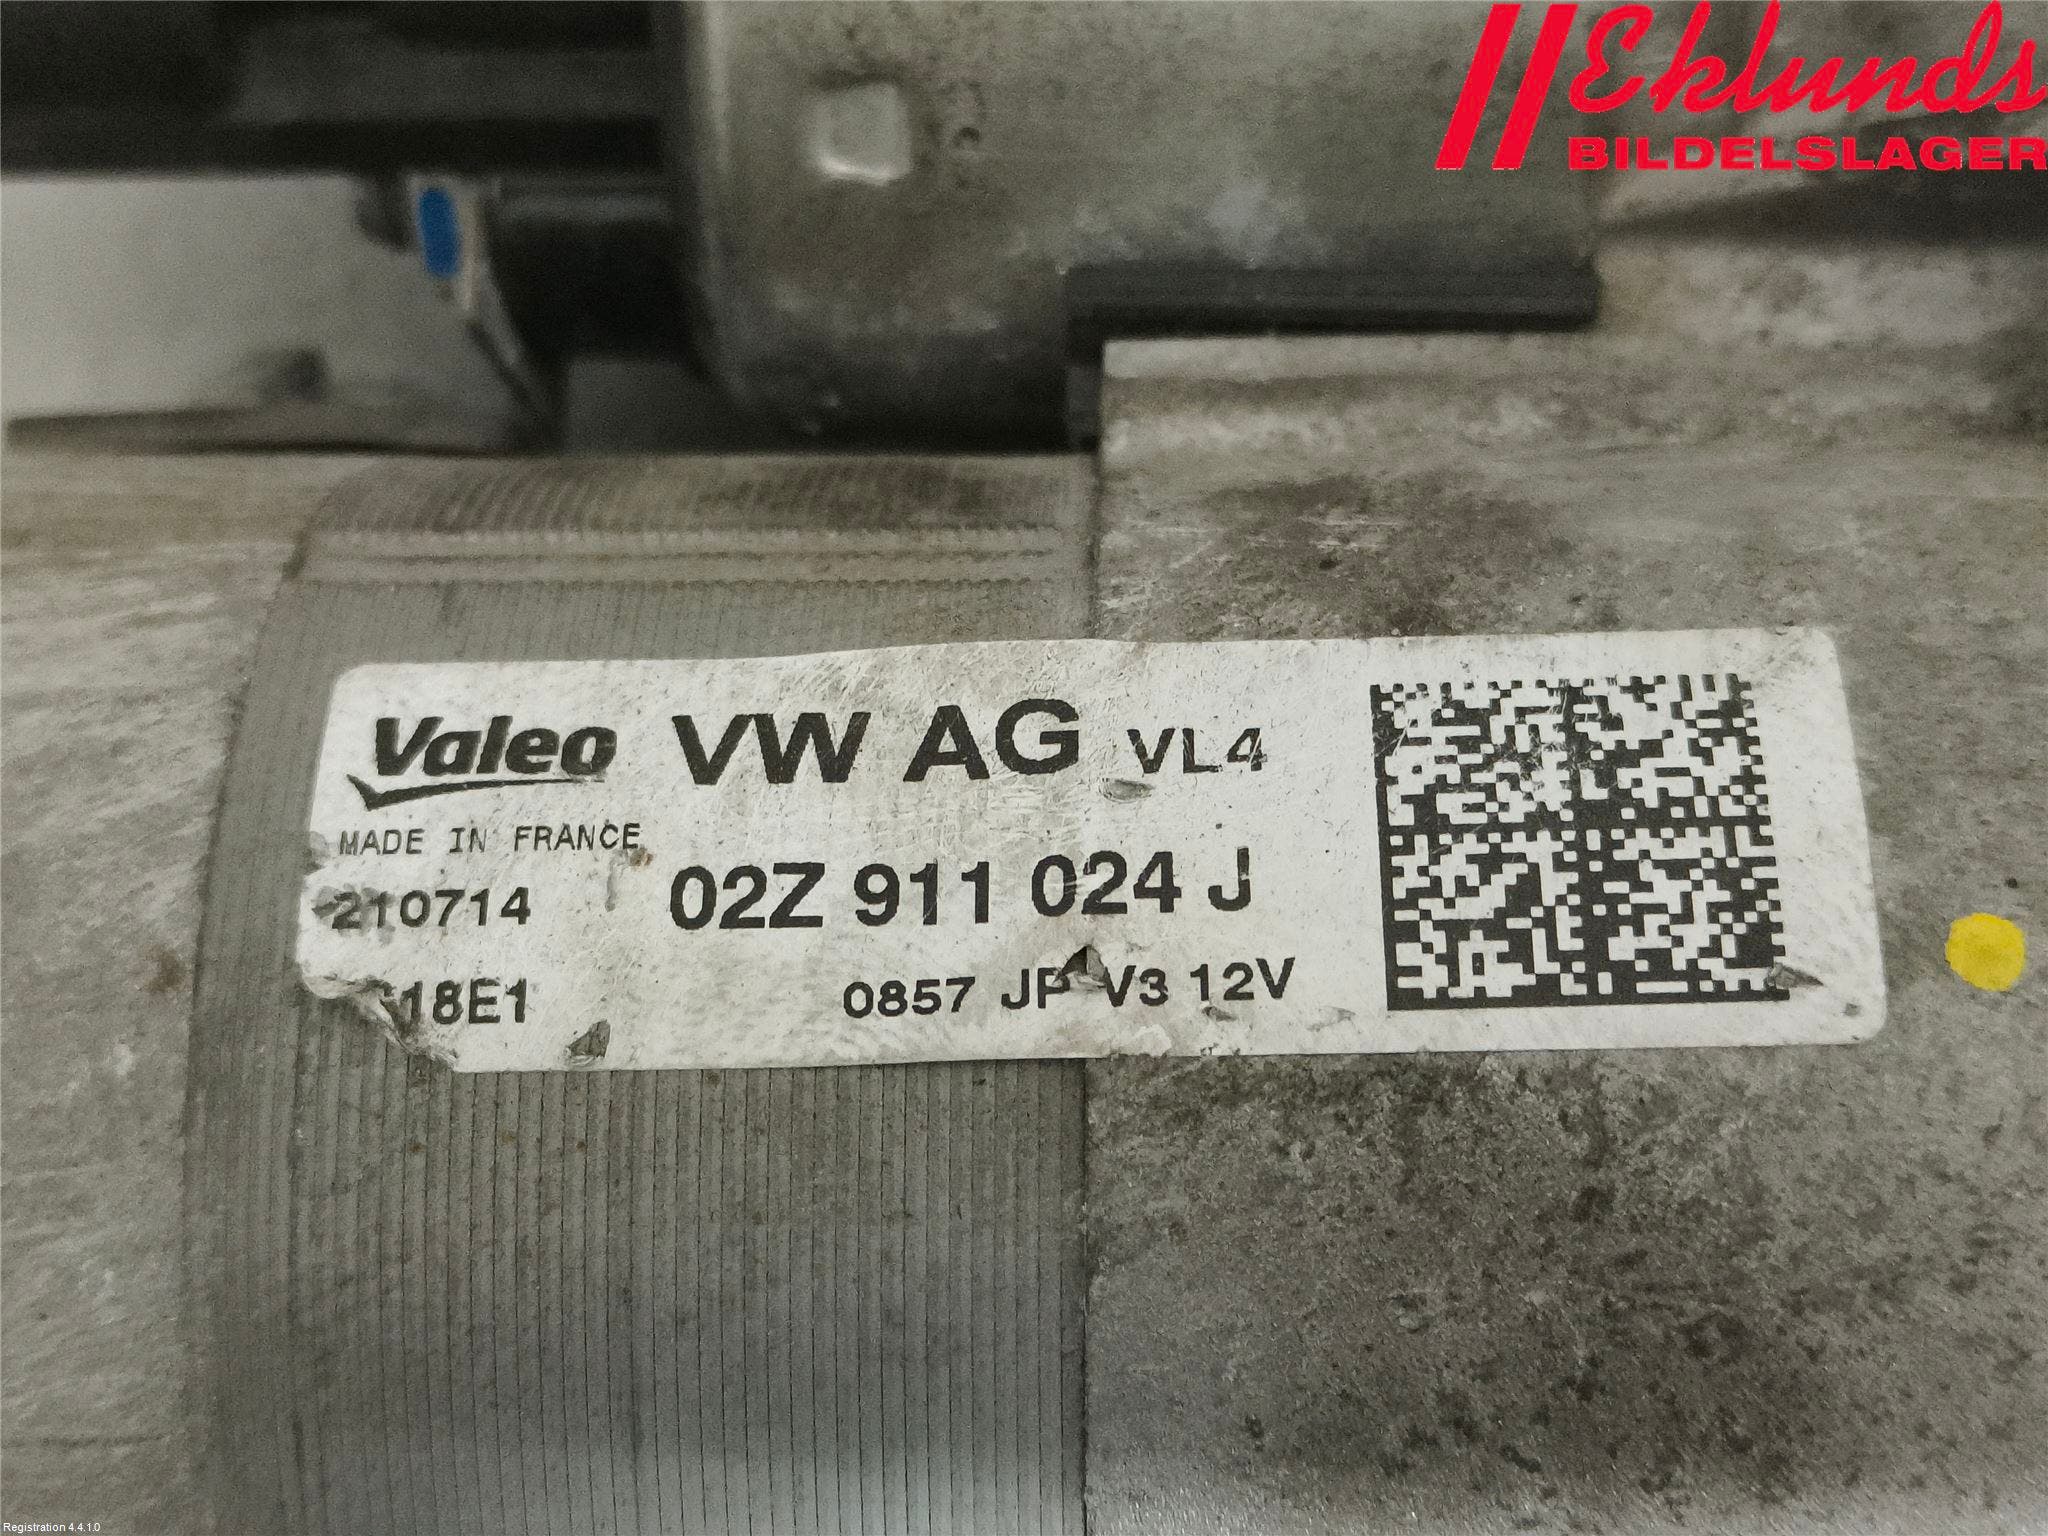 Eklunds
BILDELSLAGER
Valeo VW AG VL4
MADE IN FRANCE
210714 02Z 911 024 J
18E1 0857 JP V3 12V
Registration 4.4.1.0